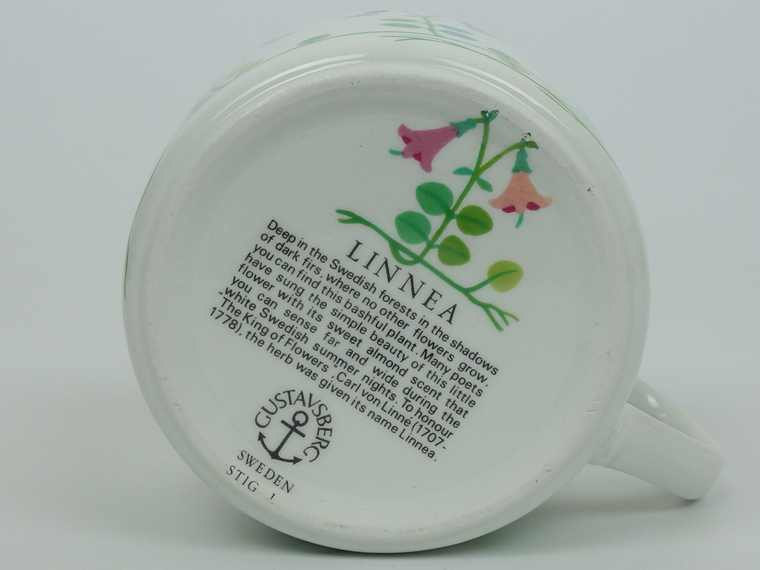 LINNEA
Deep in the Swedish forests in the shadows
of dark firs, where no other flowers grow,
you can find this bashful plant. Many poets
have sung the simple beauty of this little
flower with its sweet almond scent that
you can sense far and wide during the
„white Swedish summer nights. To honour
"The King of Flowers", Carl von Linné (1707-
1778), the herb was given its name Linnea.
GUSTAVSBERG
SWEDEN
STIG L